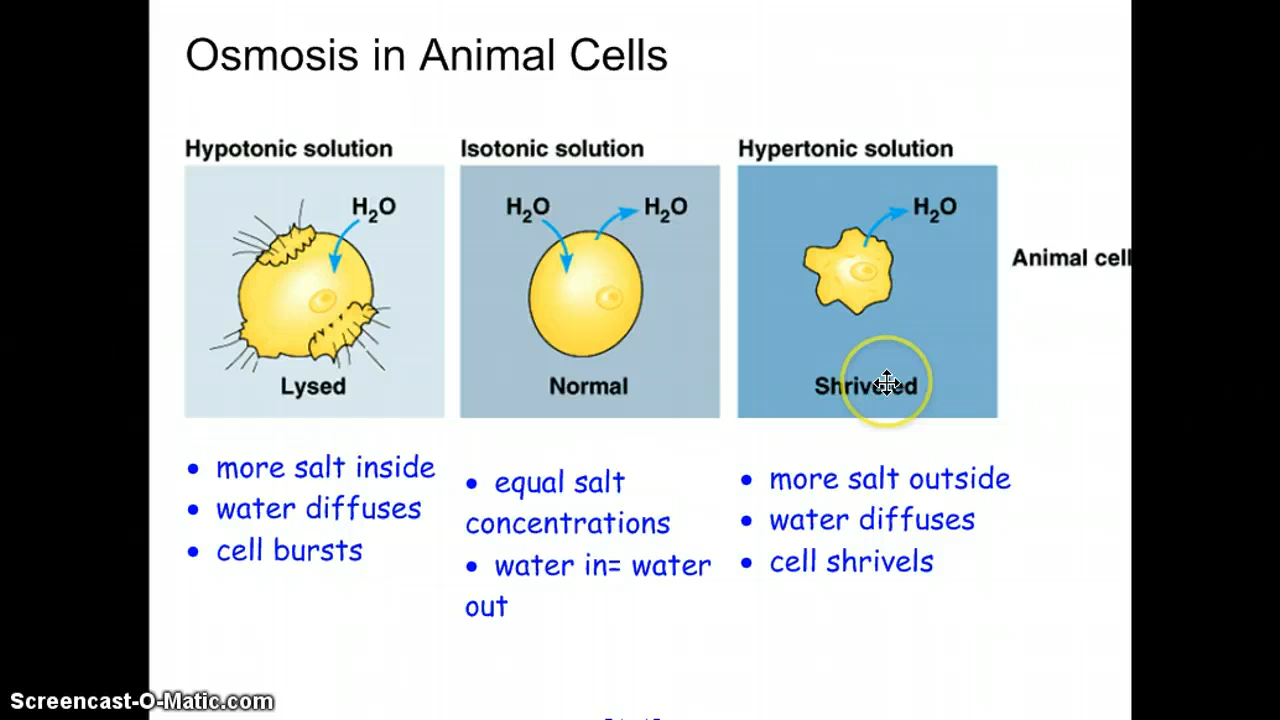 Osmosis in Animal Cells
Hypotonic solution
H₂O
Lysed
• more salt inside
• water diffuses
• cell bursts
Isotonic solution
H₂O
H₂O
Normal
• equal salt
concentrations
• water in= water
out
Hypertonic solution
H₂O
Shriveled
• more salt outside
• water diffuses
• cell shrivels
Animal cell
Screencast-O-Matic.com